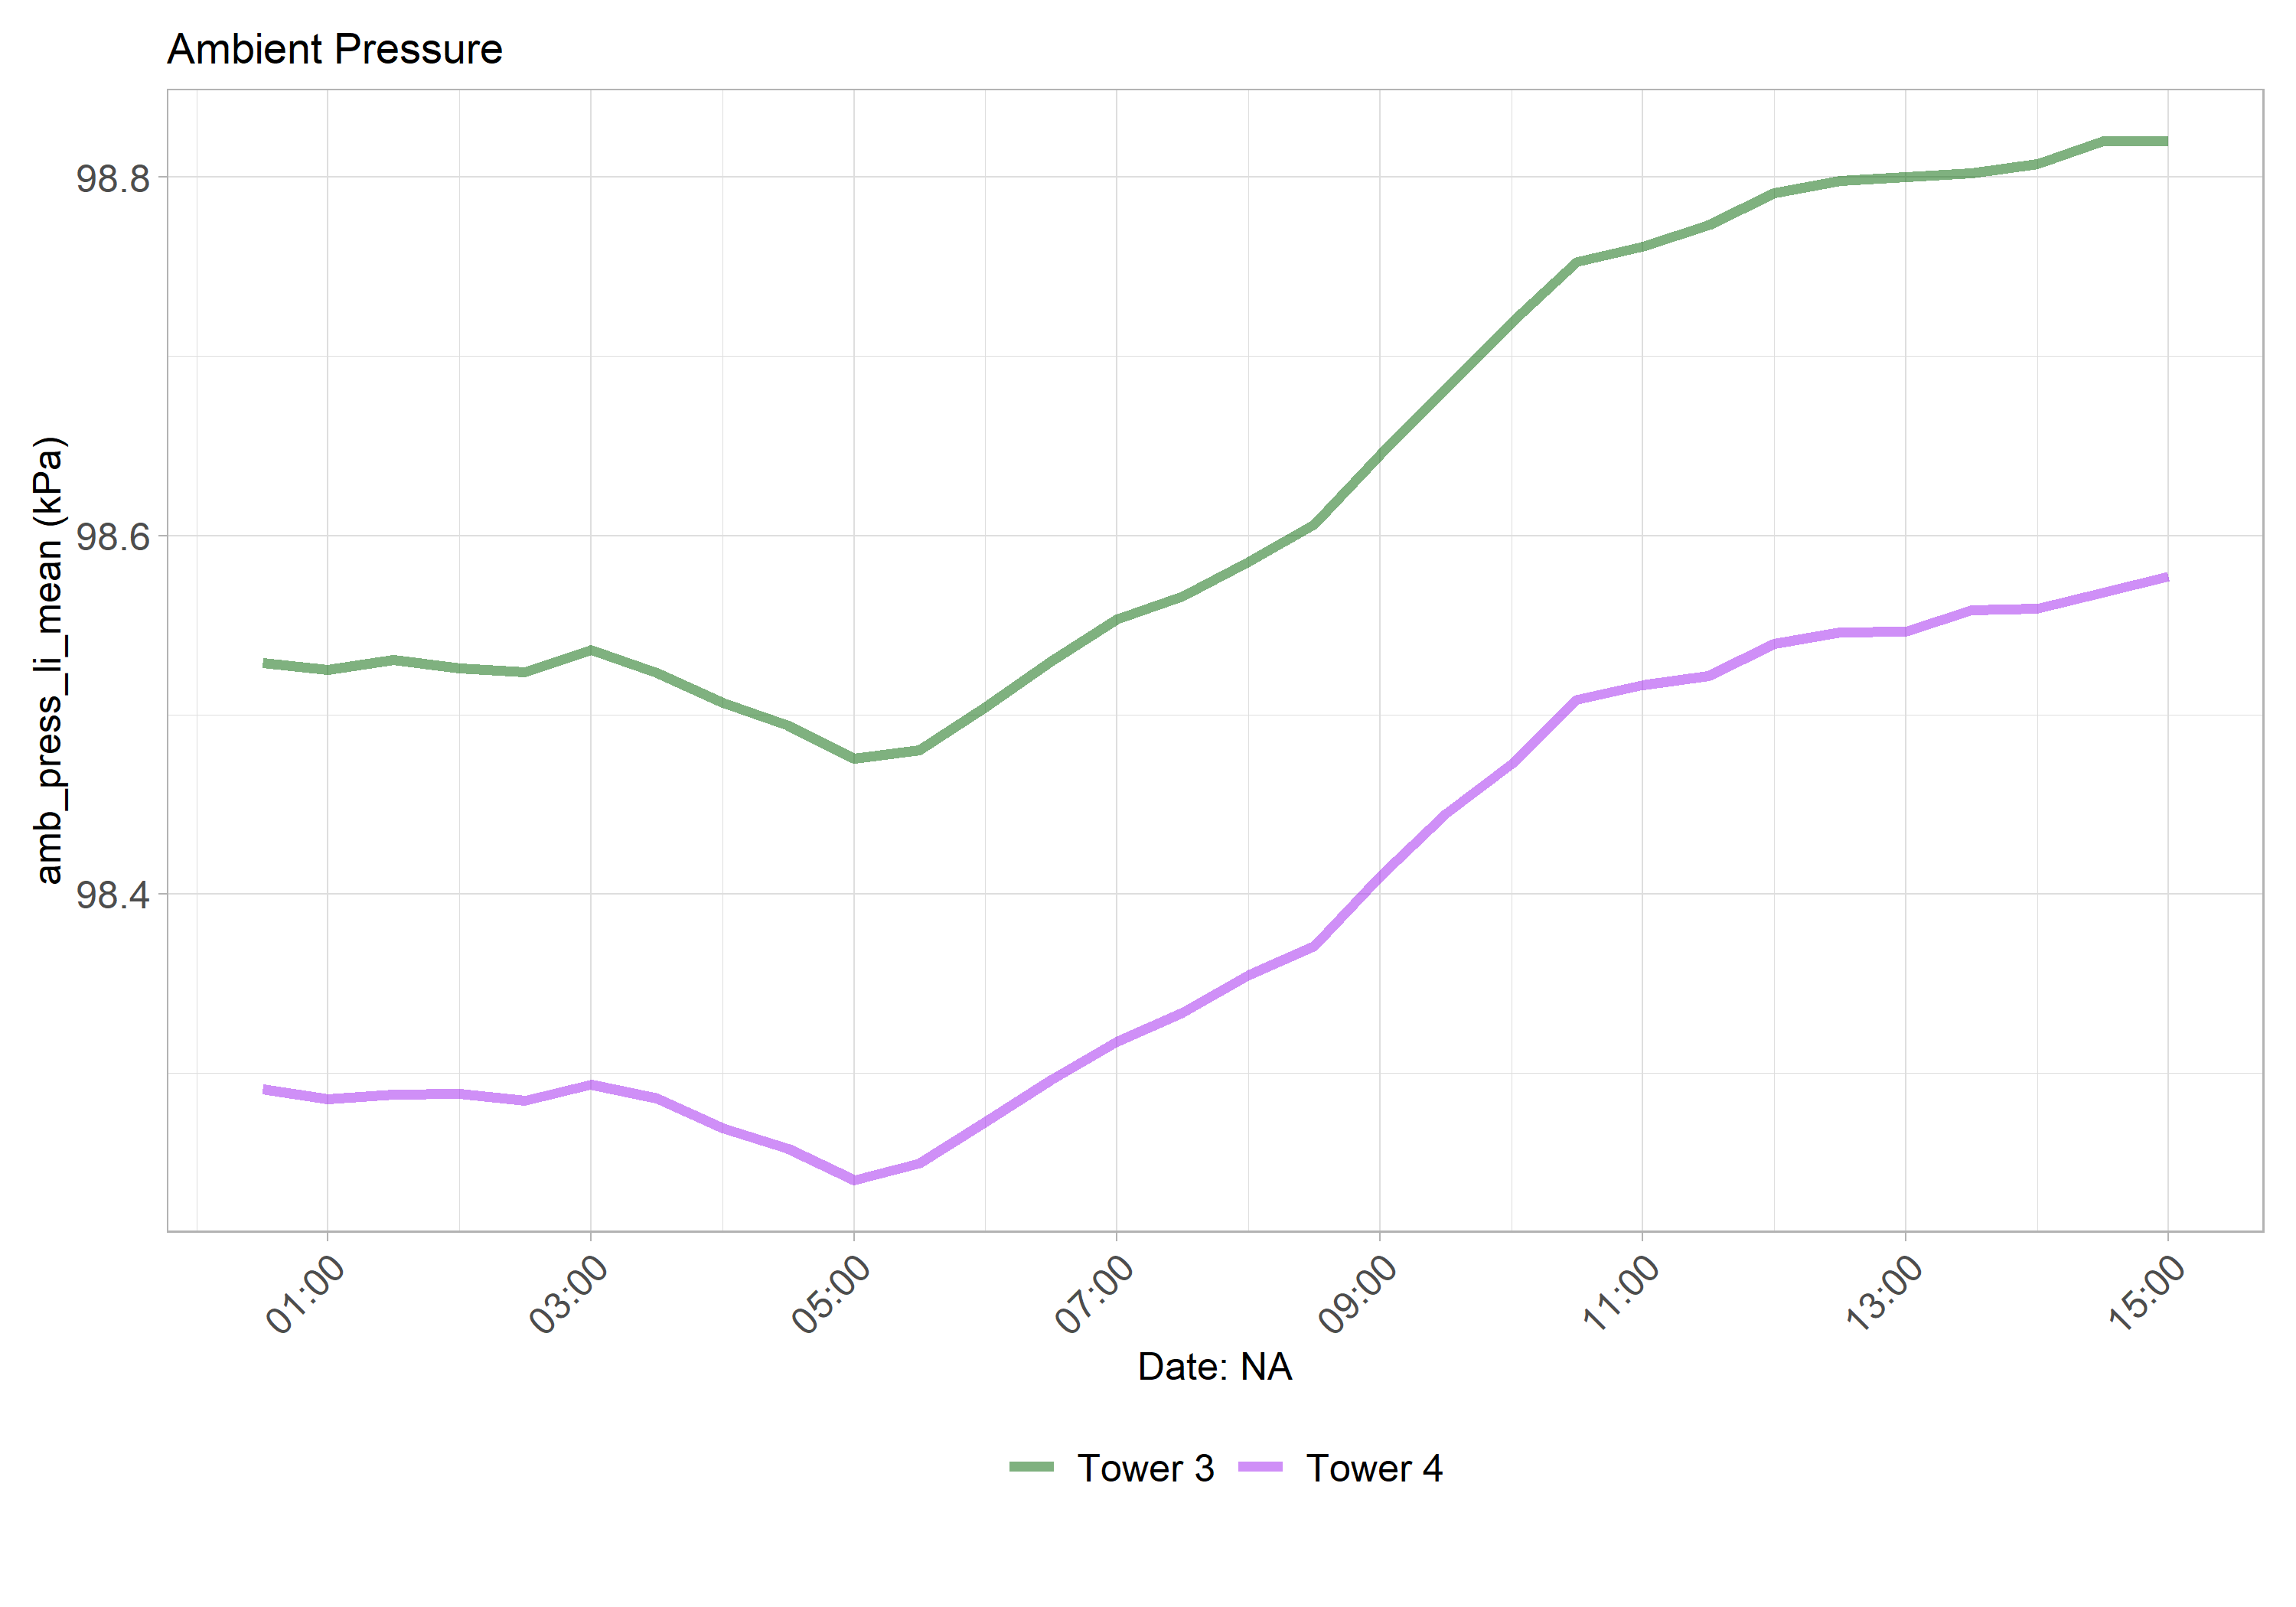 Ambient Pressure
amb_press_li_mean (kPa)
98.8
98.6
98.4
01:00
03:00
05:00
07:00
09:00
11:00
13:00
15:00
Date: NA
Tower 3
Tower 4